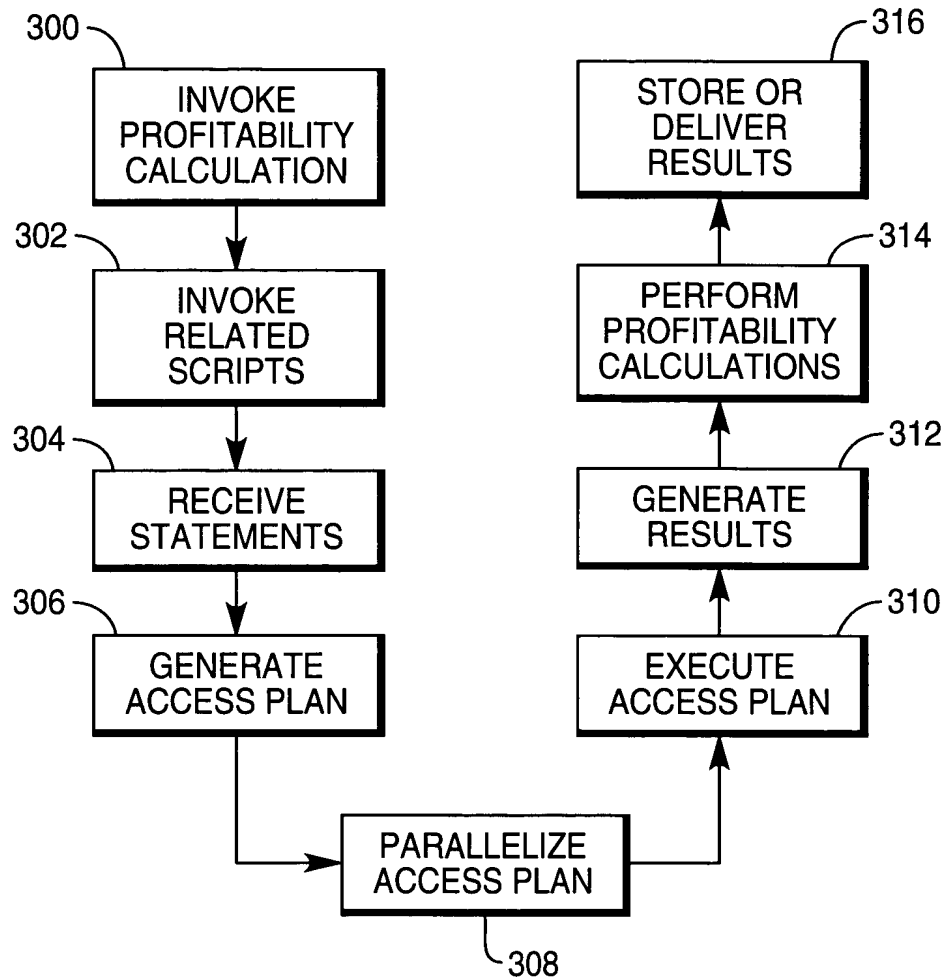 300
INVOKE
PROFITABILITY
CALCULATION
302
INVOKE
RELATED
SCRIPTS
304
RECEIVE
STATEMENTS
306
GENERATE
ACCESS PLAN
PARALLELIZE
ACCESS PLAN
308
310
EXECUTE
ACCESS PLAN
312
GENERATE
RESULTS
314
PERFORM
PROFITABILITY
CALCULATIONS
316
STORE OR
DELIVER
RESULTS